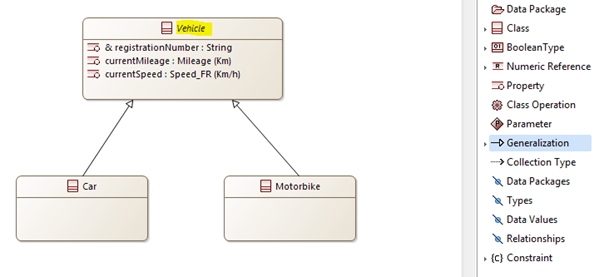 Vehicle
& registrationNumber : String
currentMileage : Mileage (Km)
currentSpeed : Speed_FR (Km/h)
Car
Motorbike
Data Package
Class
BooleanType
Numeric Reference
Property
Class Operation
Parameter
Generalization
Collection Type
Data Packages
Types
Data Values
Relationships
{C} Constraint